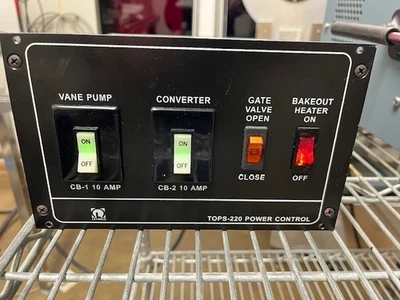 VANE PUMP
ON
OFF
CB-1 10 AMP
CONVERTER
ON
OFF
CB-2 10 AMP
GATE
VALVE
OPEN
CLOSE
BAKEOUT
HEATER
ON
OFF
TOPS-220 POWER CONTROL